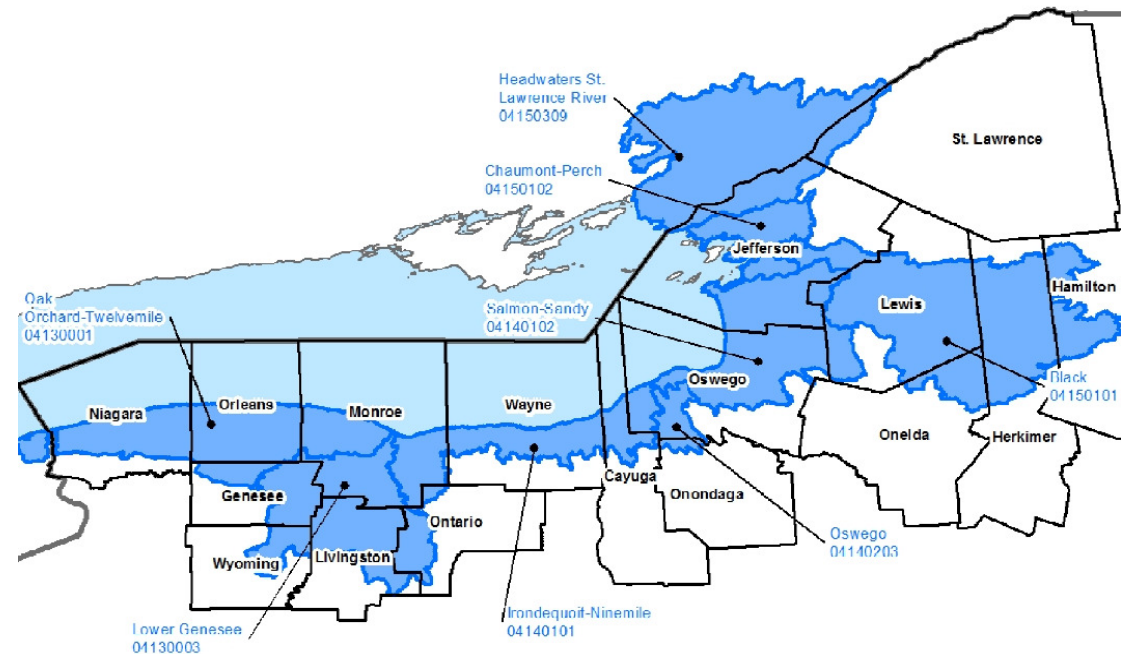 Headwaters St.
Lawrence River
04150309
St. Lawrence
Chaumont-Perch
04150102
Jefferson
Hamilton
Oak
Orchard-Twelvemile
04130001
Salmon-Sandy
04140102
Lewis
Oswego
Black
04150101
Niagara
Orleans
Monroe
Wayne
Oneida
Herkimer
Genesee
Cayuga
Onondaga
Ontario
Oswego
04140203
Wyoming
Livingston
Irondequoit-Ninemile
04140101
Lower Genesee
04130003